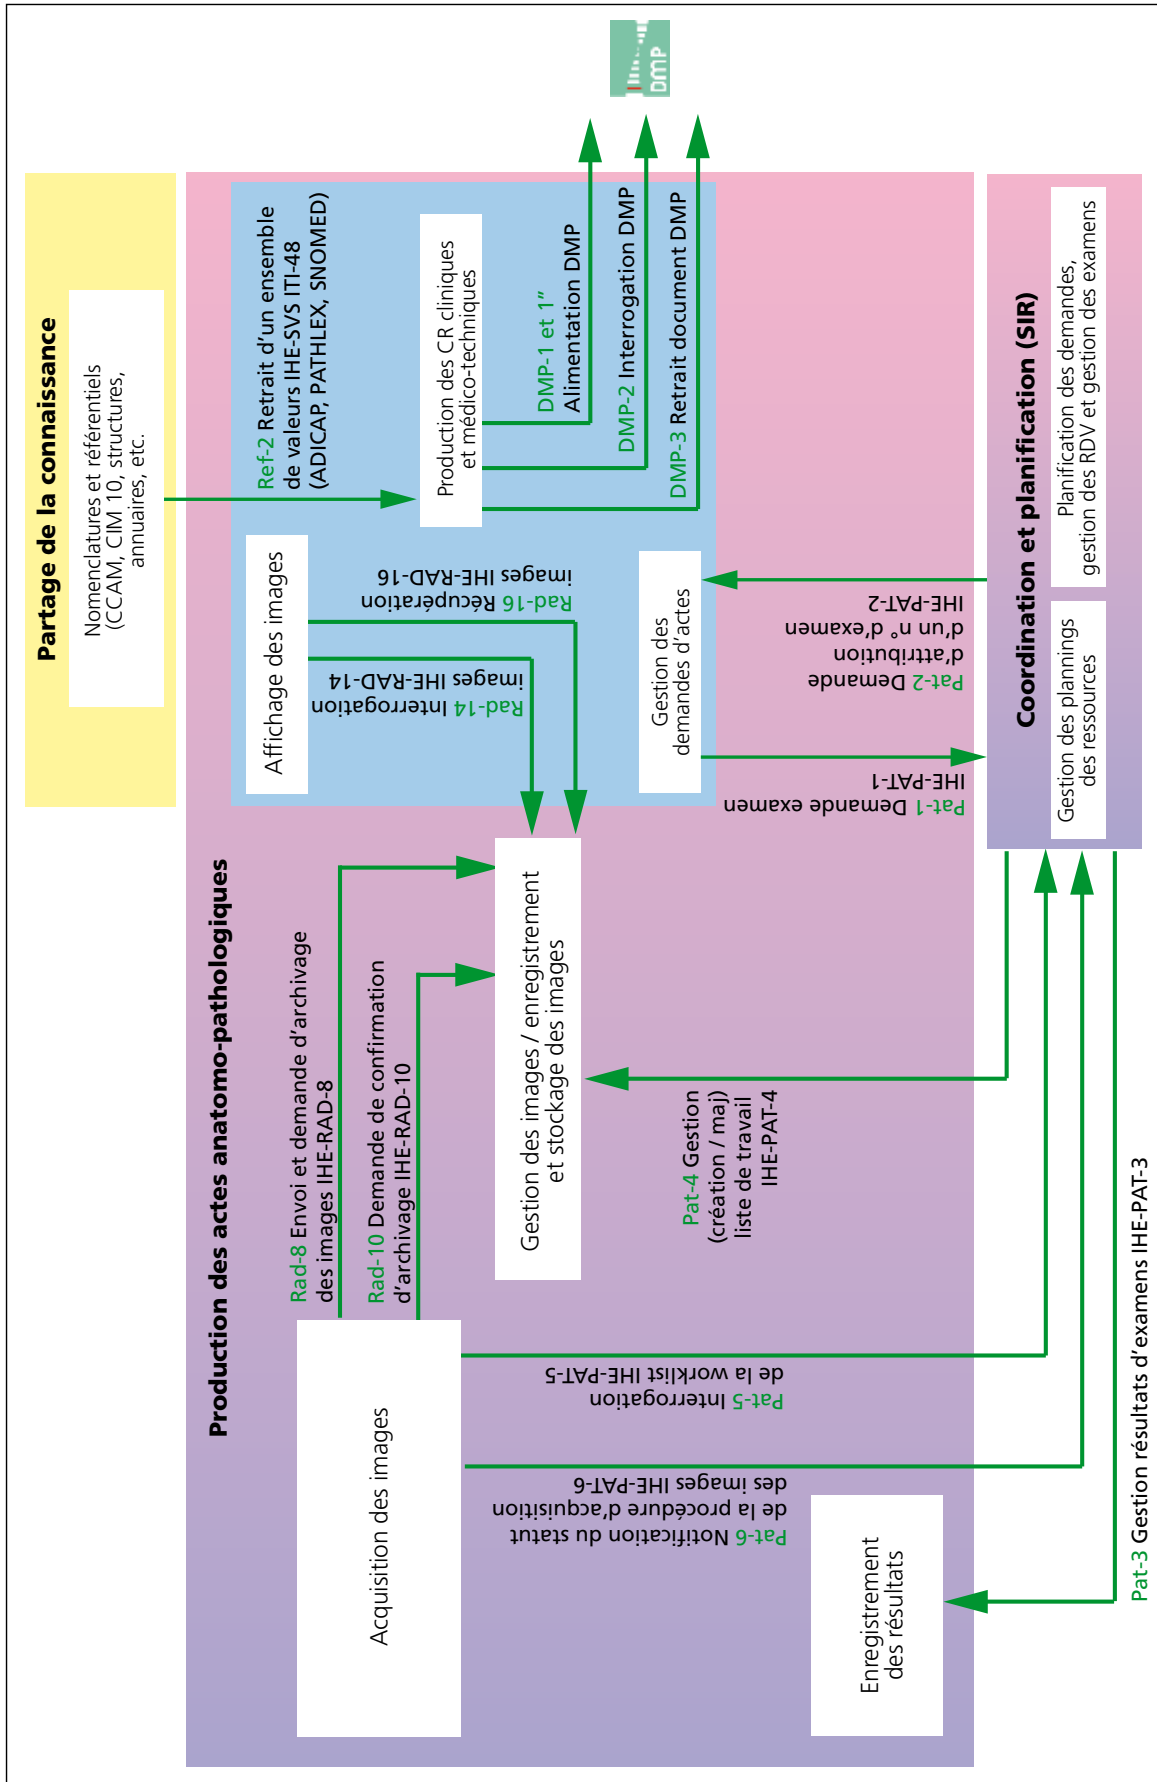 Partage de la connaissance
Nomenclatures et référentiels
(CCAM, CIM 10, structures,
annuaires, etc.
Production des actes anatomo-pathologiques
Ref-2 Retrait d'un ensemble
de valeurs IHE-SVS ITI-48
(ADICAP, PATHLEX, SNOMED)
Acquisition des images
Rad-8 Envoi et demande d'archivage
des images IHE-RAD-8
Rad-10 Demande de confirmation
d'archivage IHE-RAD-10
Gestion des images / enregistrement
et stockage des images
Affichage des images
Rad-14 Interrogation
images IHE-RAD-14
Rad-16 Récupération
images IHE-RAD-16
Production des CR cliniques
et médico-techniques
DMP-1 et 1”
Alimentation DMP
DMP-2 Interrogation DMP
DMP-3 Retrait document DMP
DMP
Gestion des
demandes d'actes
Pat-6 Notification du statut
de la procédure d'acquisition
des images IHE-PAT-6
Pat-5 Interrogation
de la worklist IHE-PAT-5
Pat-4 Gestion
(création / maj)
liste de travail
IHE-PAT-4
Pat-1 Demande examen
IHE-PAT-1
Pat-2 Demande
d'attribution
d'un n° d'examen
IHE-PAT-2
Enregistrement
des résultats
Coordination et planification (SIR)
Gestion des plannings
des ressources
Planification des demandes,
gestion des RDV et gestion des examens
Pat-3 Gestion résultats d'examens IHE-PAT-3